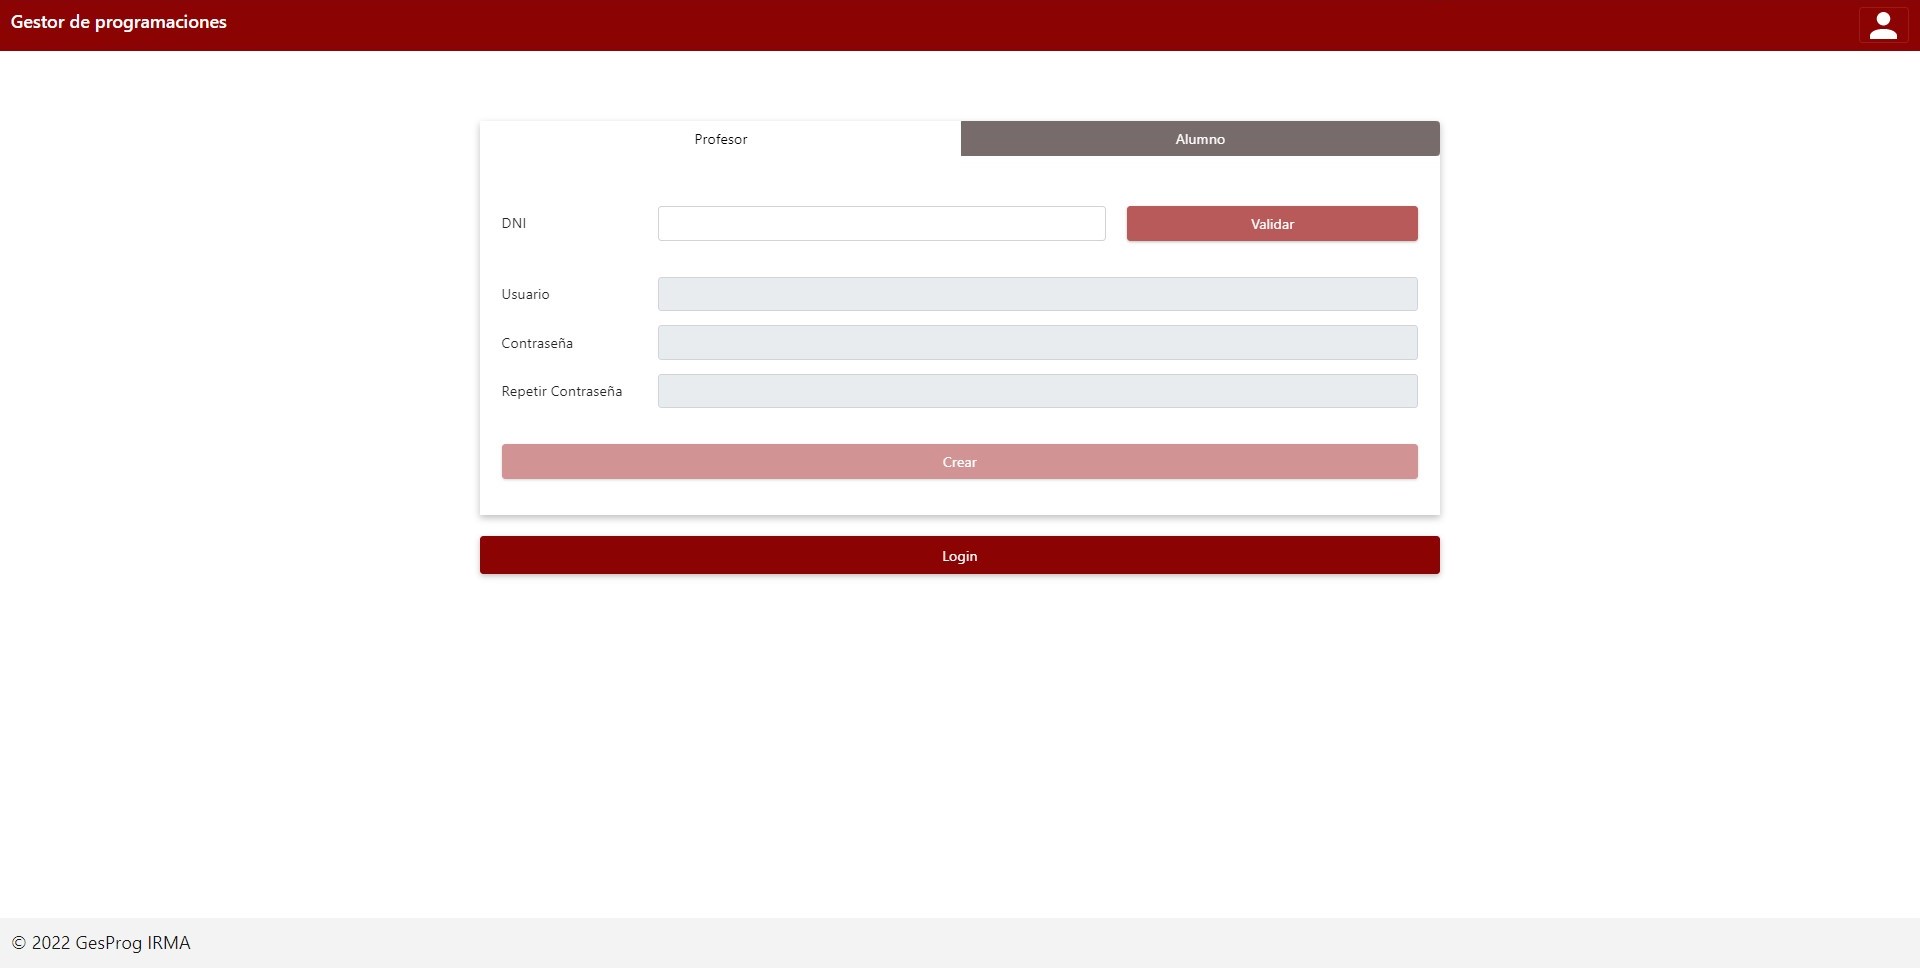 Gestor de programaciones
Profesor
Alumno
DNI
Validar
Usuario
Contraseña
Repetir Contraseña
Crear
Login
© 2022 GesProg IRMA